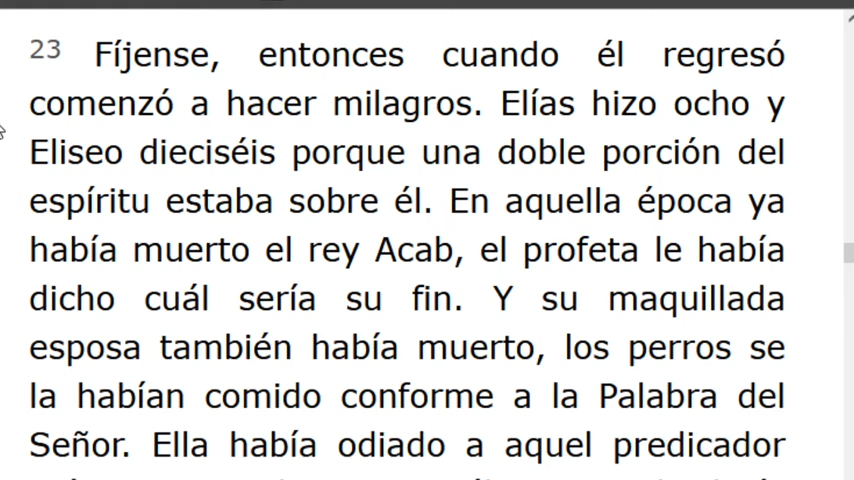 23 Fíjense, entonces cuando él regresó
comenzó a hacer milagros. Elías hizo ocho y
Eliseo dieciséis porque una doble porción del
espíritu estaba sobre él. En aquella época ya
había muerto el rey Acab, el profeta le había
dicho cuál sería su fin. Y su maquillada
esposa también había muerto, los perros se
la habían comido conforme a la Palabra del
Señor. Ella había odiado a aquel predicador